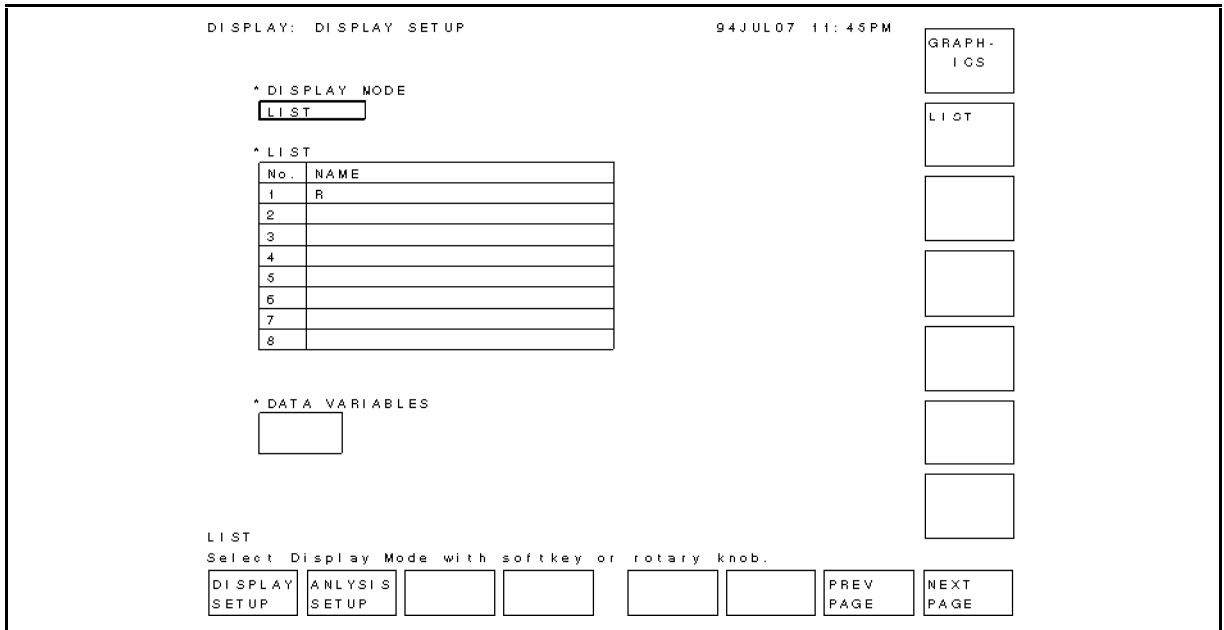 DISPLAY: DISPLAY SETUP 94JUL07 11:45PM
*DISPLAY MODE
LIST
*LIST
No. NAME
1 R
2
3
4
5
6
7
8
*DATA VARIABLES
LIST
Select Display Mode with softkey or rotary knob.
DISPLAY SETUP
ANLYSIS SETUP
PREV PAGE
NEXT PAGE
GRAPH-
ICS
LIST